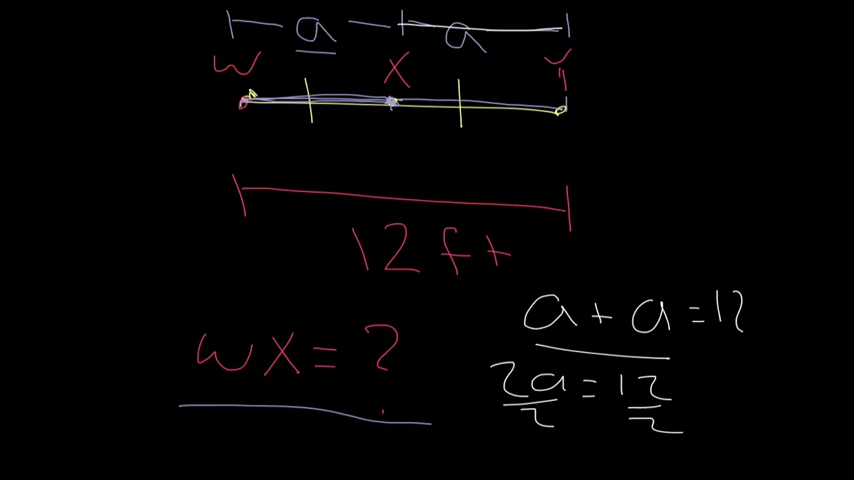 a a
W X Y
12 ft
a + a = 12
WX = ?
2a = 12
2 2